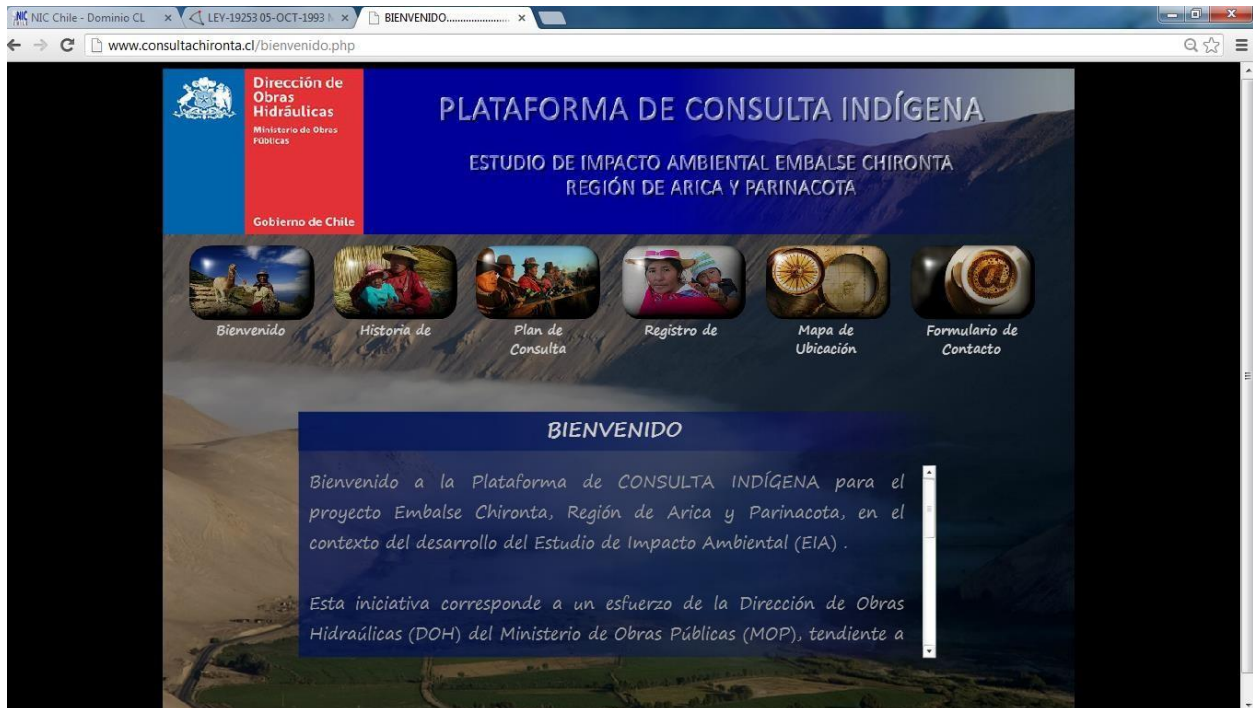 NIC Chile - Dominio CL
LEY-19253 05-OCT-1993
BIENVENIDO......................
www.consultachironta.cl/bienvenido.php
Dirección de
Obras
Hidráulicas
Ministerio de Obras
Públicas
Gobierno de Chile
PLATAFORMA DE CONSULTA INDÍGENA
ESTUDIO DE IMPACTO AMBIENTAL EMBALSE CHIRONTA
REGIÓN DE ARICA Y PARINACOTA
Bienvenido
Historia de
Plan de
Consulta
Registro de
Mapa de
Ubicación
Formulario de
Contacto
BIENVENIDO
Bienvenido a la Plataforma de CONSULTA INDÍGENA para el
proyecto Embalse Chironta, Región de Arica y Parinacota, en el
contexto del desarrollo del Estudio de Impacto Ambiental (EIA) .
Esta iniciativa corresponde a un esfuerzo de la Dirección de Obras
Hidraúlicas (DOH) del Ministerio de Obras Públicas (MOP), tendiente a